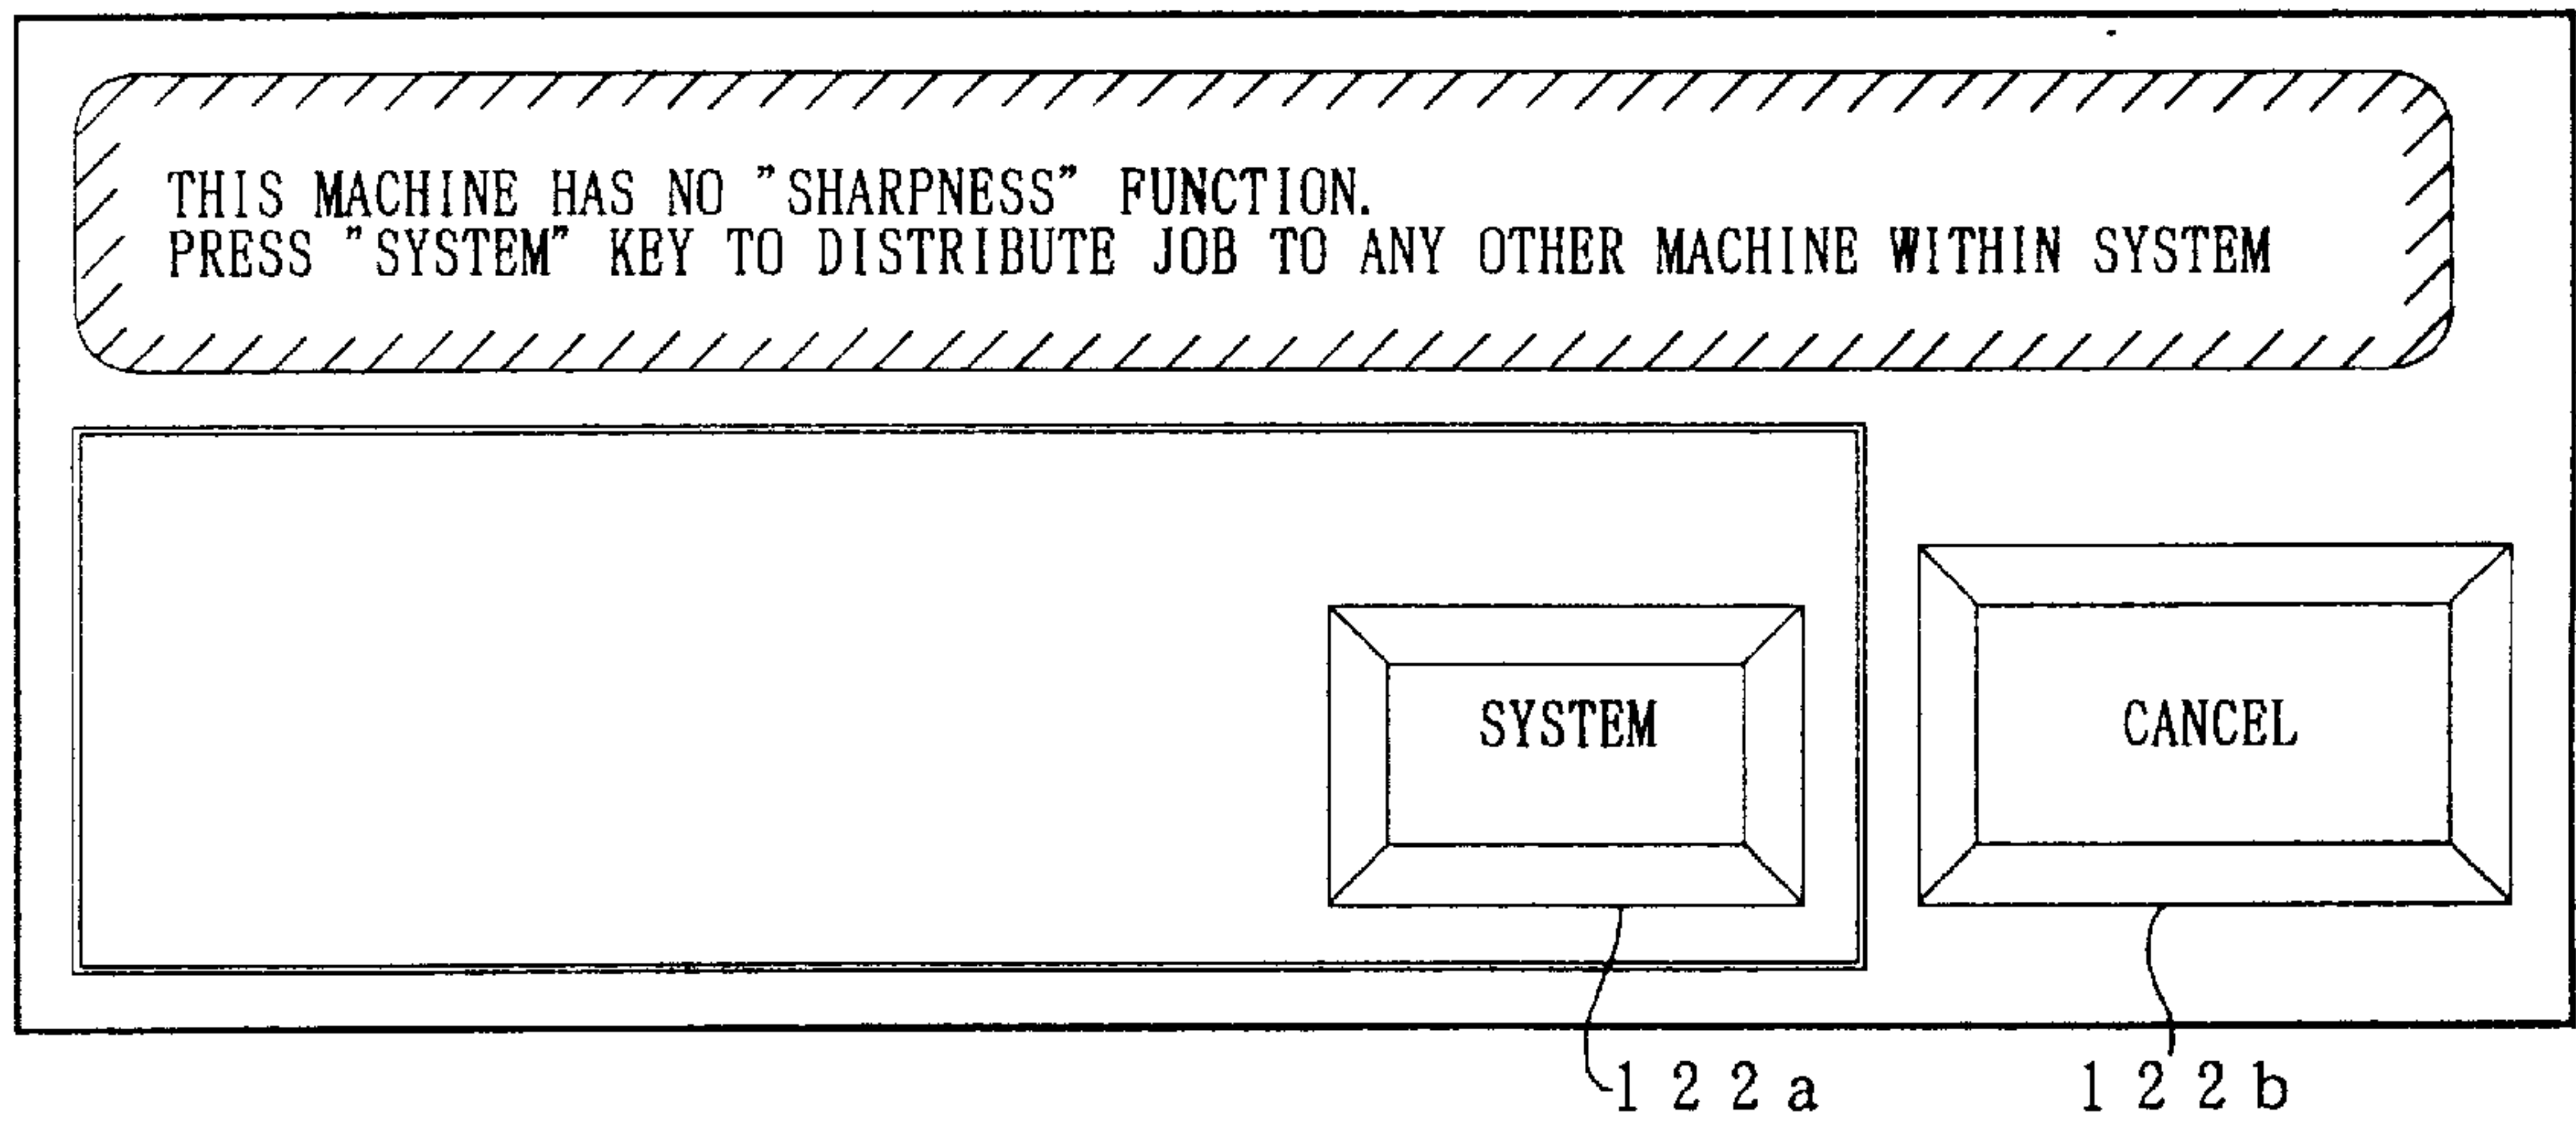 THIS MACHINE HAS NO "SHARPNESS" FUNCTION.
PRESS "SYSTEM" KEY TO DISTRIBUTE JOB TO ANY OTHER MACHINE WITHIN SYSTEM
SYSTEM
CANCEL
122a
122b